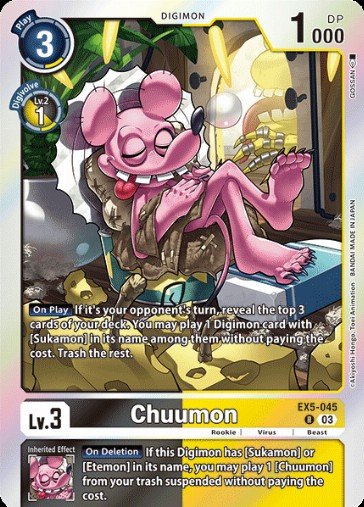 Play
3
DIGIMON
1000
DP
Digivolve
Lv.2
1
GOSSAN
©Akiyoshi Hongo, Toei Animation BANDAI MADE IN JAPAN
On Play If it's your opponent's turn, reveal the top 3
cards of your deck. You may play 1 Digimon card with
[Sukamon] in its name among them without paying the
cost. Trash the rest.
Lv.3
Chuumon
EX5-045
U 03
Rookie Virus Beast
Inherited Effect
On Deletion If this Digimon has [Sukamon] or
[Etemon] in its name, you may play 1 [Chuumon]
from your trash suspended without paying the
cost.